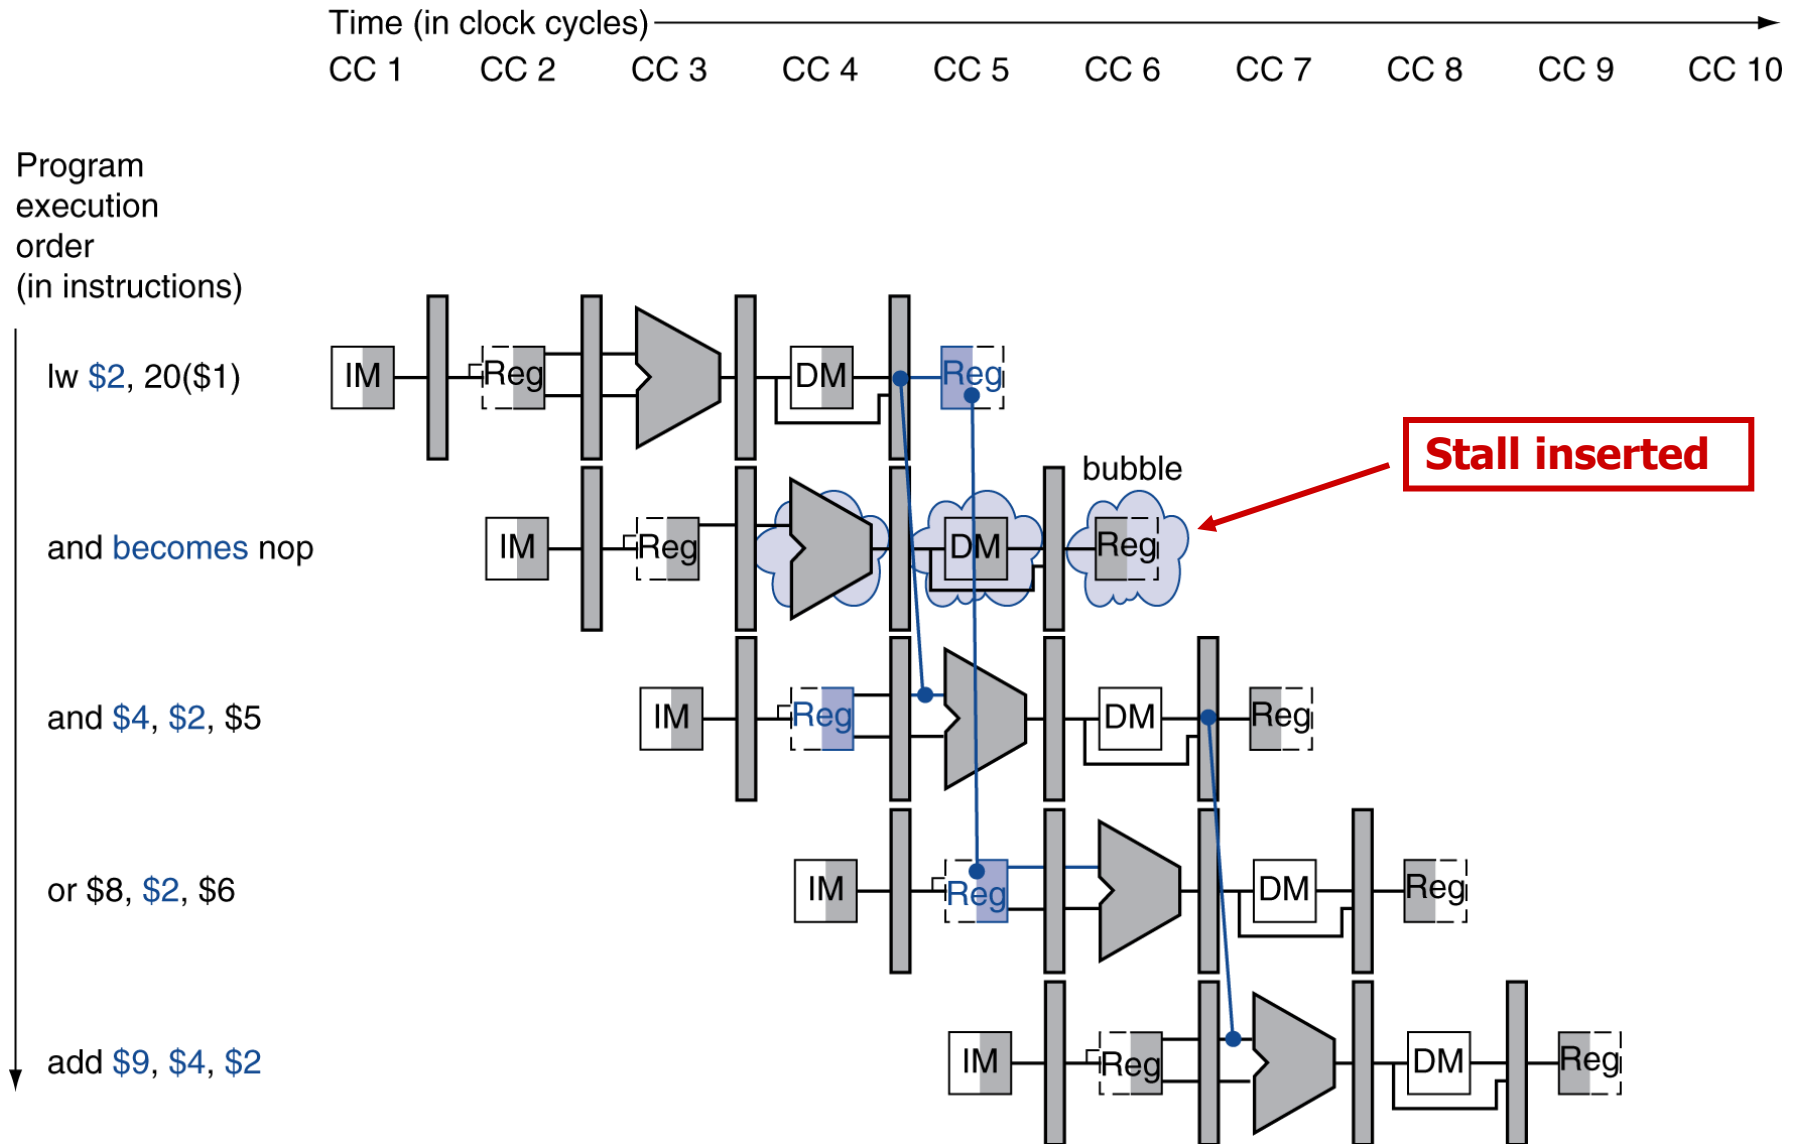 Time (in clock cycles)
CC 1 CC 2 CC 3 CC 4 CC 5 CC 6 CC 7 CC 8 CC 9 CC 10
Program
execution
order
(in instructions)
lw $2, 20($1)
IM Reg DM Reg
Stall inserted
bubble
and becomes nop
IM Reg DM Reg
and $4, $2, $5
IM Reg DM Reg
or $8, $2, $6
IM Reg DM Reg
add $9, $4, $2
IM Reg DM Reg